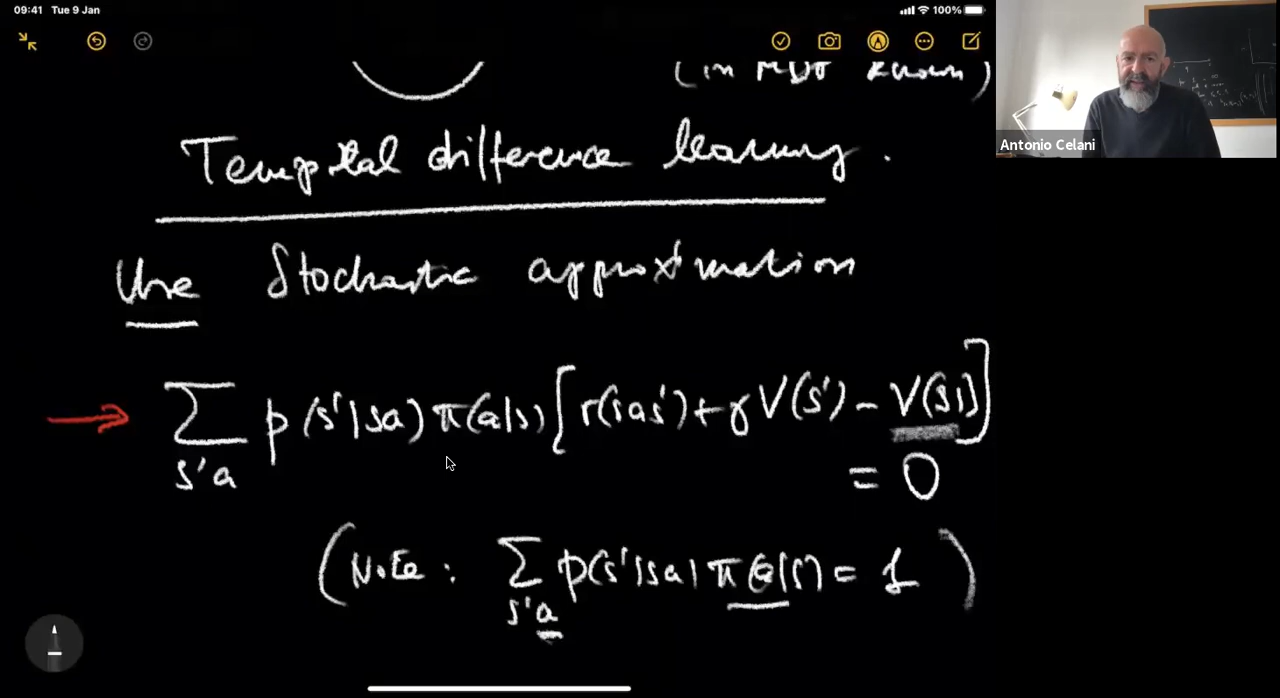 09:41 Tue 9 Jan
100%
(in MDP known)
Temporal difference learning.
Use Stochastic approximation
→ ∑ p(s'|sa) π(a|s) [r(sas') + γ V(s') - V(s)]
s'a
= 0
(Note: ∑ p(s'|sa) π(a|s) = 1)
s'a
Antonio Celani